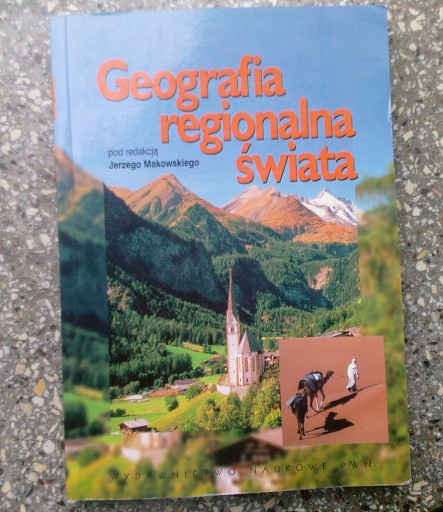 Geografia
regionalna
świata
pod redakcją
Jerzego Makowskiego
WYDAWNICTWO NAUKOWE PWN